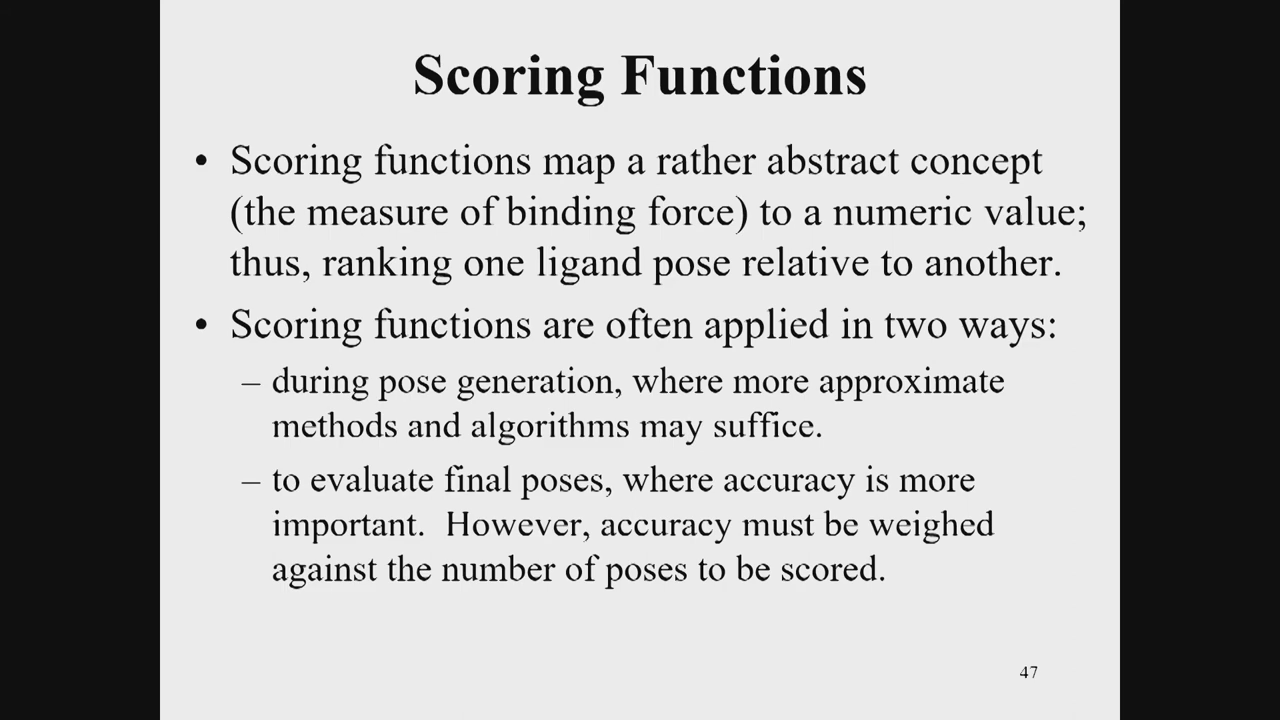 Scoring Functions
• Scoring functions map a rather abstract concept
(the measure of binding force) to a numeric value;
thus, ranking one ligand pose relative to another.
• Scoring functions are often applied in two ways:
– during pose generation, where more approximate
methods and algorithms may suffice.
– to evaluate final poses, where accuracy is more
important.  However, accuracy must be weighed
against the number of poses to be scored.
47